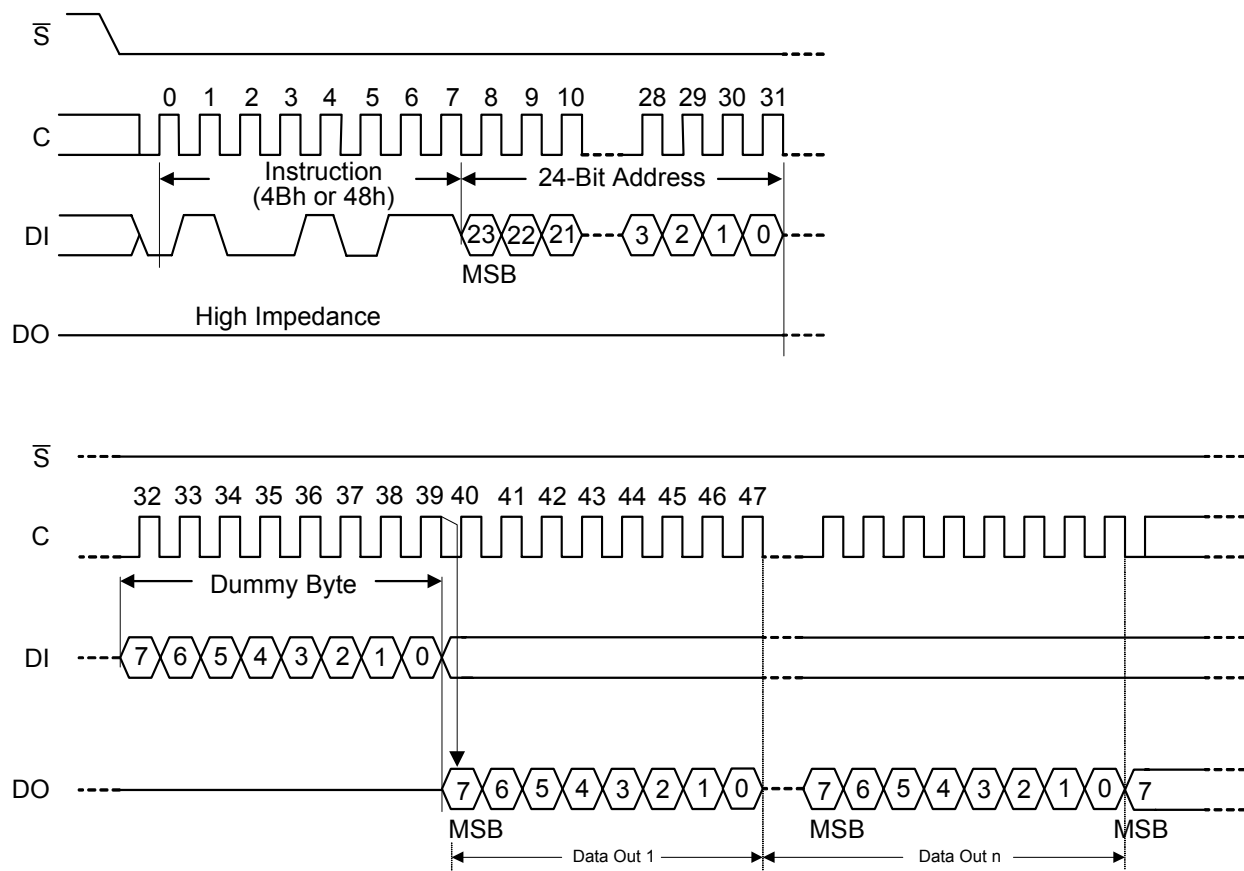 S̅
0 1 2 3 4 5 6 7 8 9 10 28 29 30 31
C
Instruction
(4Bh or 48h)
24-Bit Address
DI
23 22 21 3 2 1 0
MSB
High Impedance
DO
S̅
32 33 34 35 36 37 38 39 40 41 42 43 44 45 46 47
C
Dummy Byte
DI
7 6 5 4 3 2 1 0
DO
7 6 5 4 3 2 1 0 7 6 5 4 3 2 1 0 7
MSB MSB MSB
Data Out 1 Data Out n